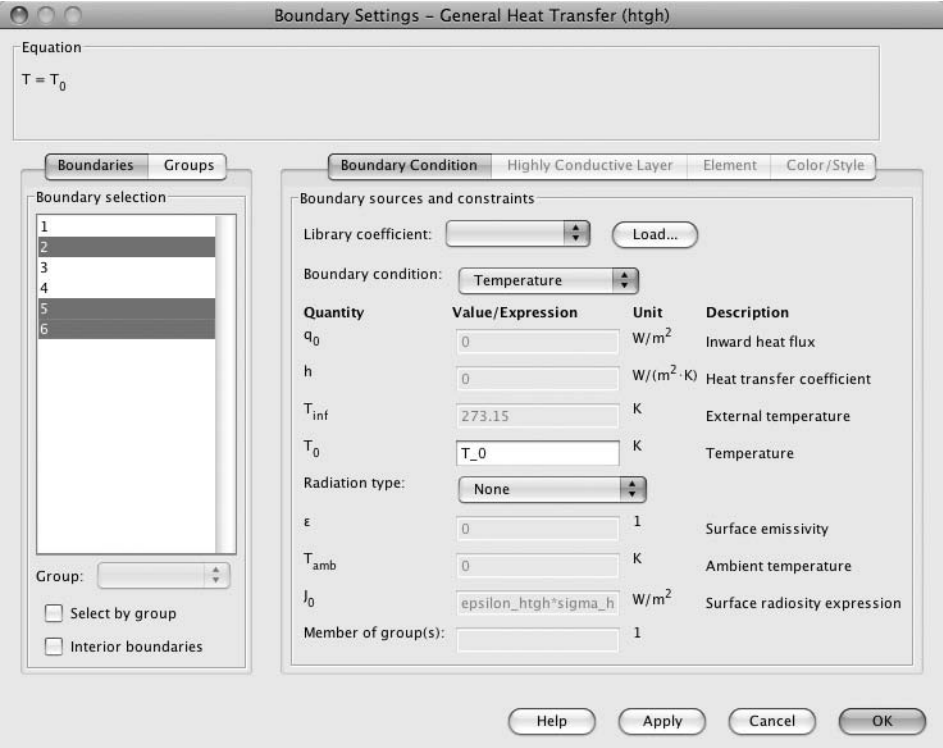 Boundary Settings – General Heat Transfer (htgh)
Equation
T = T0
Boundaries Groups
Boundary selection
1
2
3
4
5
6
Group:
Select by group
Interior boundaries
Boundary Condition Highly Conductive Layer Element Color/Style
Boundary sources and constraints
Library coefficient: Load...
Boundary condition: Temperature
Quantity Value/Expression Unit Description
q0 0 W/m² Inward heat flux
h 0 W/(m²·K) Heat transfer coefficient
Tinf 273.15 K External temperature
T0 T_0 K Temperature
Radiation type: None
ε 0 1 Surface emissivity
Tamb 0 K Ambient temperature
J0 epsilon_htgh*sigma_h W/m² Surface radiosity expression
Member of group(s): 1
Help Apply Cancel OK